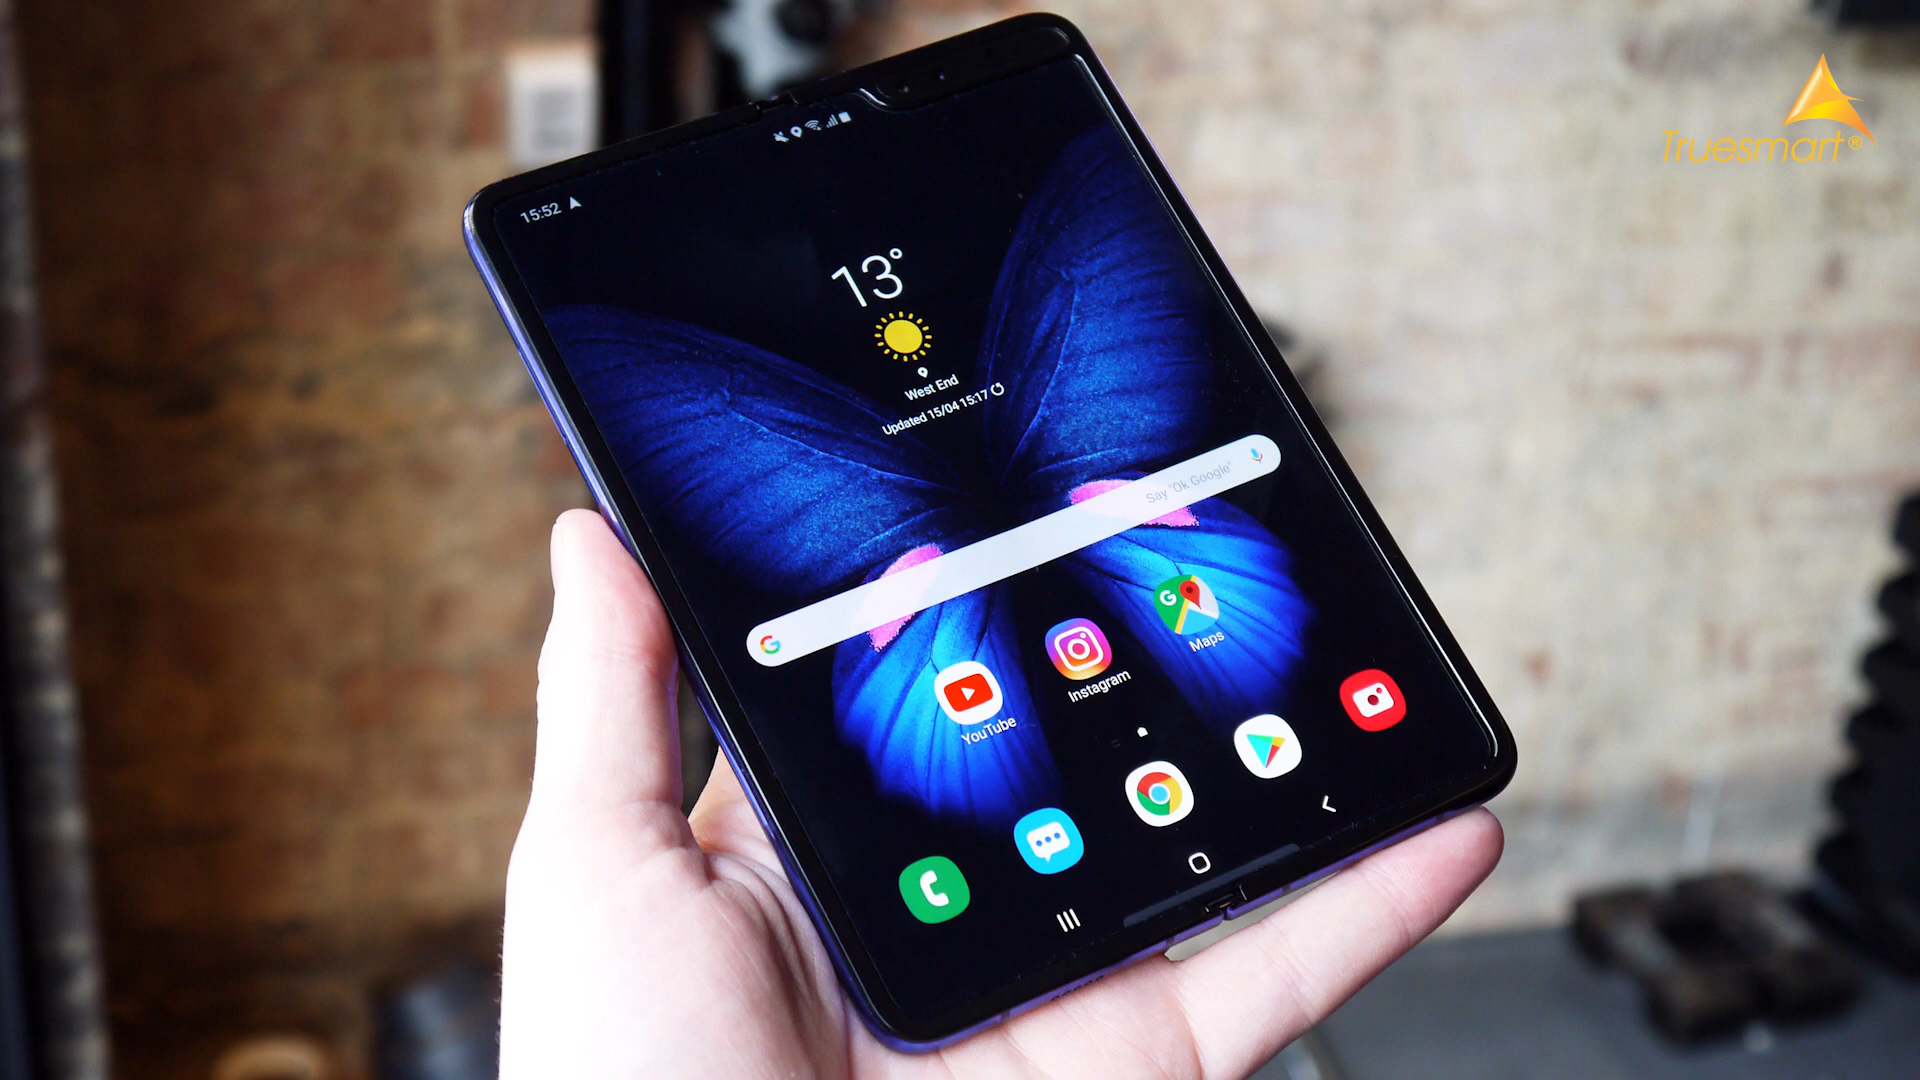 Truesmart®
15:52
13°
West End
Updated 15/04 15:17
Say "Ok Google"
YouTube
Instagram
Maps